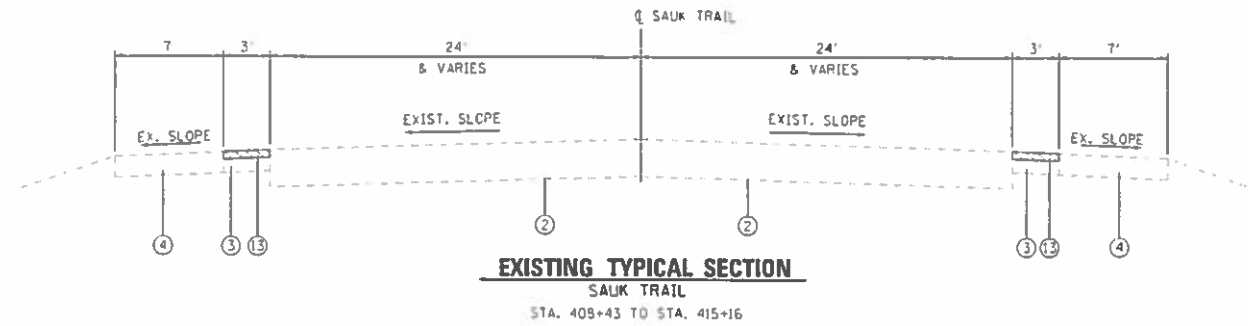 ℄ SAUK TRAIL
7 3' 24' 24' 3' 7'
& VARIES & VARIES
EX. SLOPE EXIST. SLOPE EXIST. SLOPE EX. SLOPE
4 3 13 2 2 3 13 4
EXISTING TYPICAL SECTION
SAUK TRAIL
STA. 409+43 TO STA. 415+16